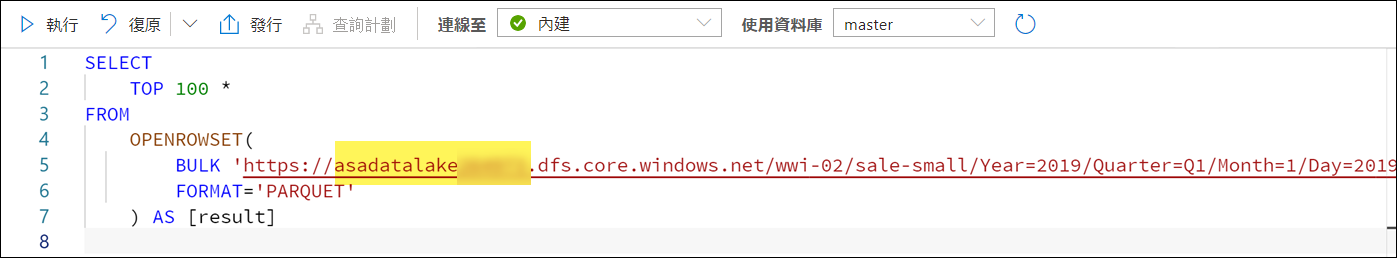 執行 復原 發行 查詢計劃 連線至 內建 使用資料庫 master
1 SELECT
2 TOP 100 *
3 FROM
4 OPENROWSET(
5 BULK 'https://asadatalake .dfs.core.windows.net/wwi-02/sale-small/Year=2019/Quarter=Q1/Month=1/Day=2019
6 FORMAT='PARQUET'
7 ) AS [result]
8